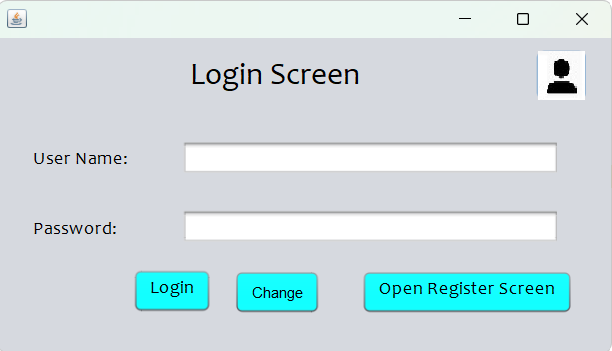 Login Screen
User Name:
Password:
Login
Change
Open Register Screen